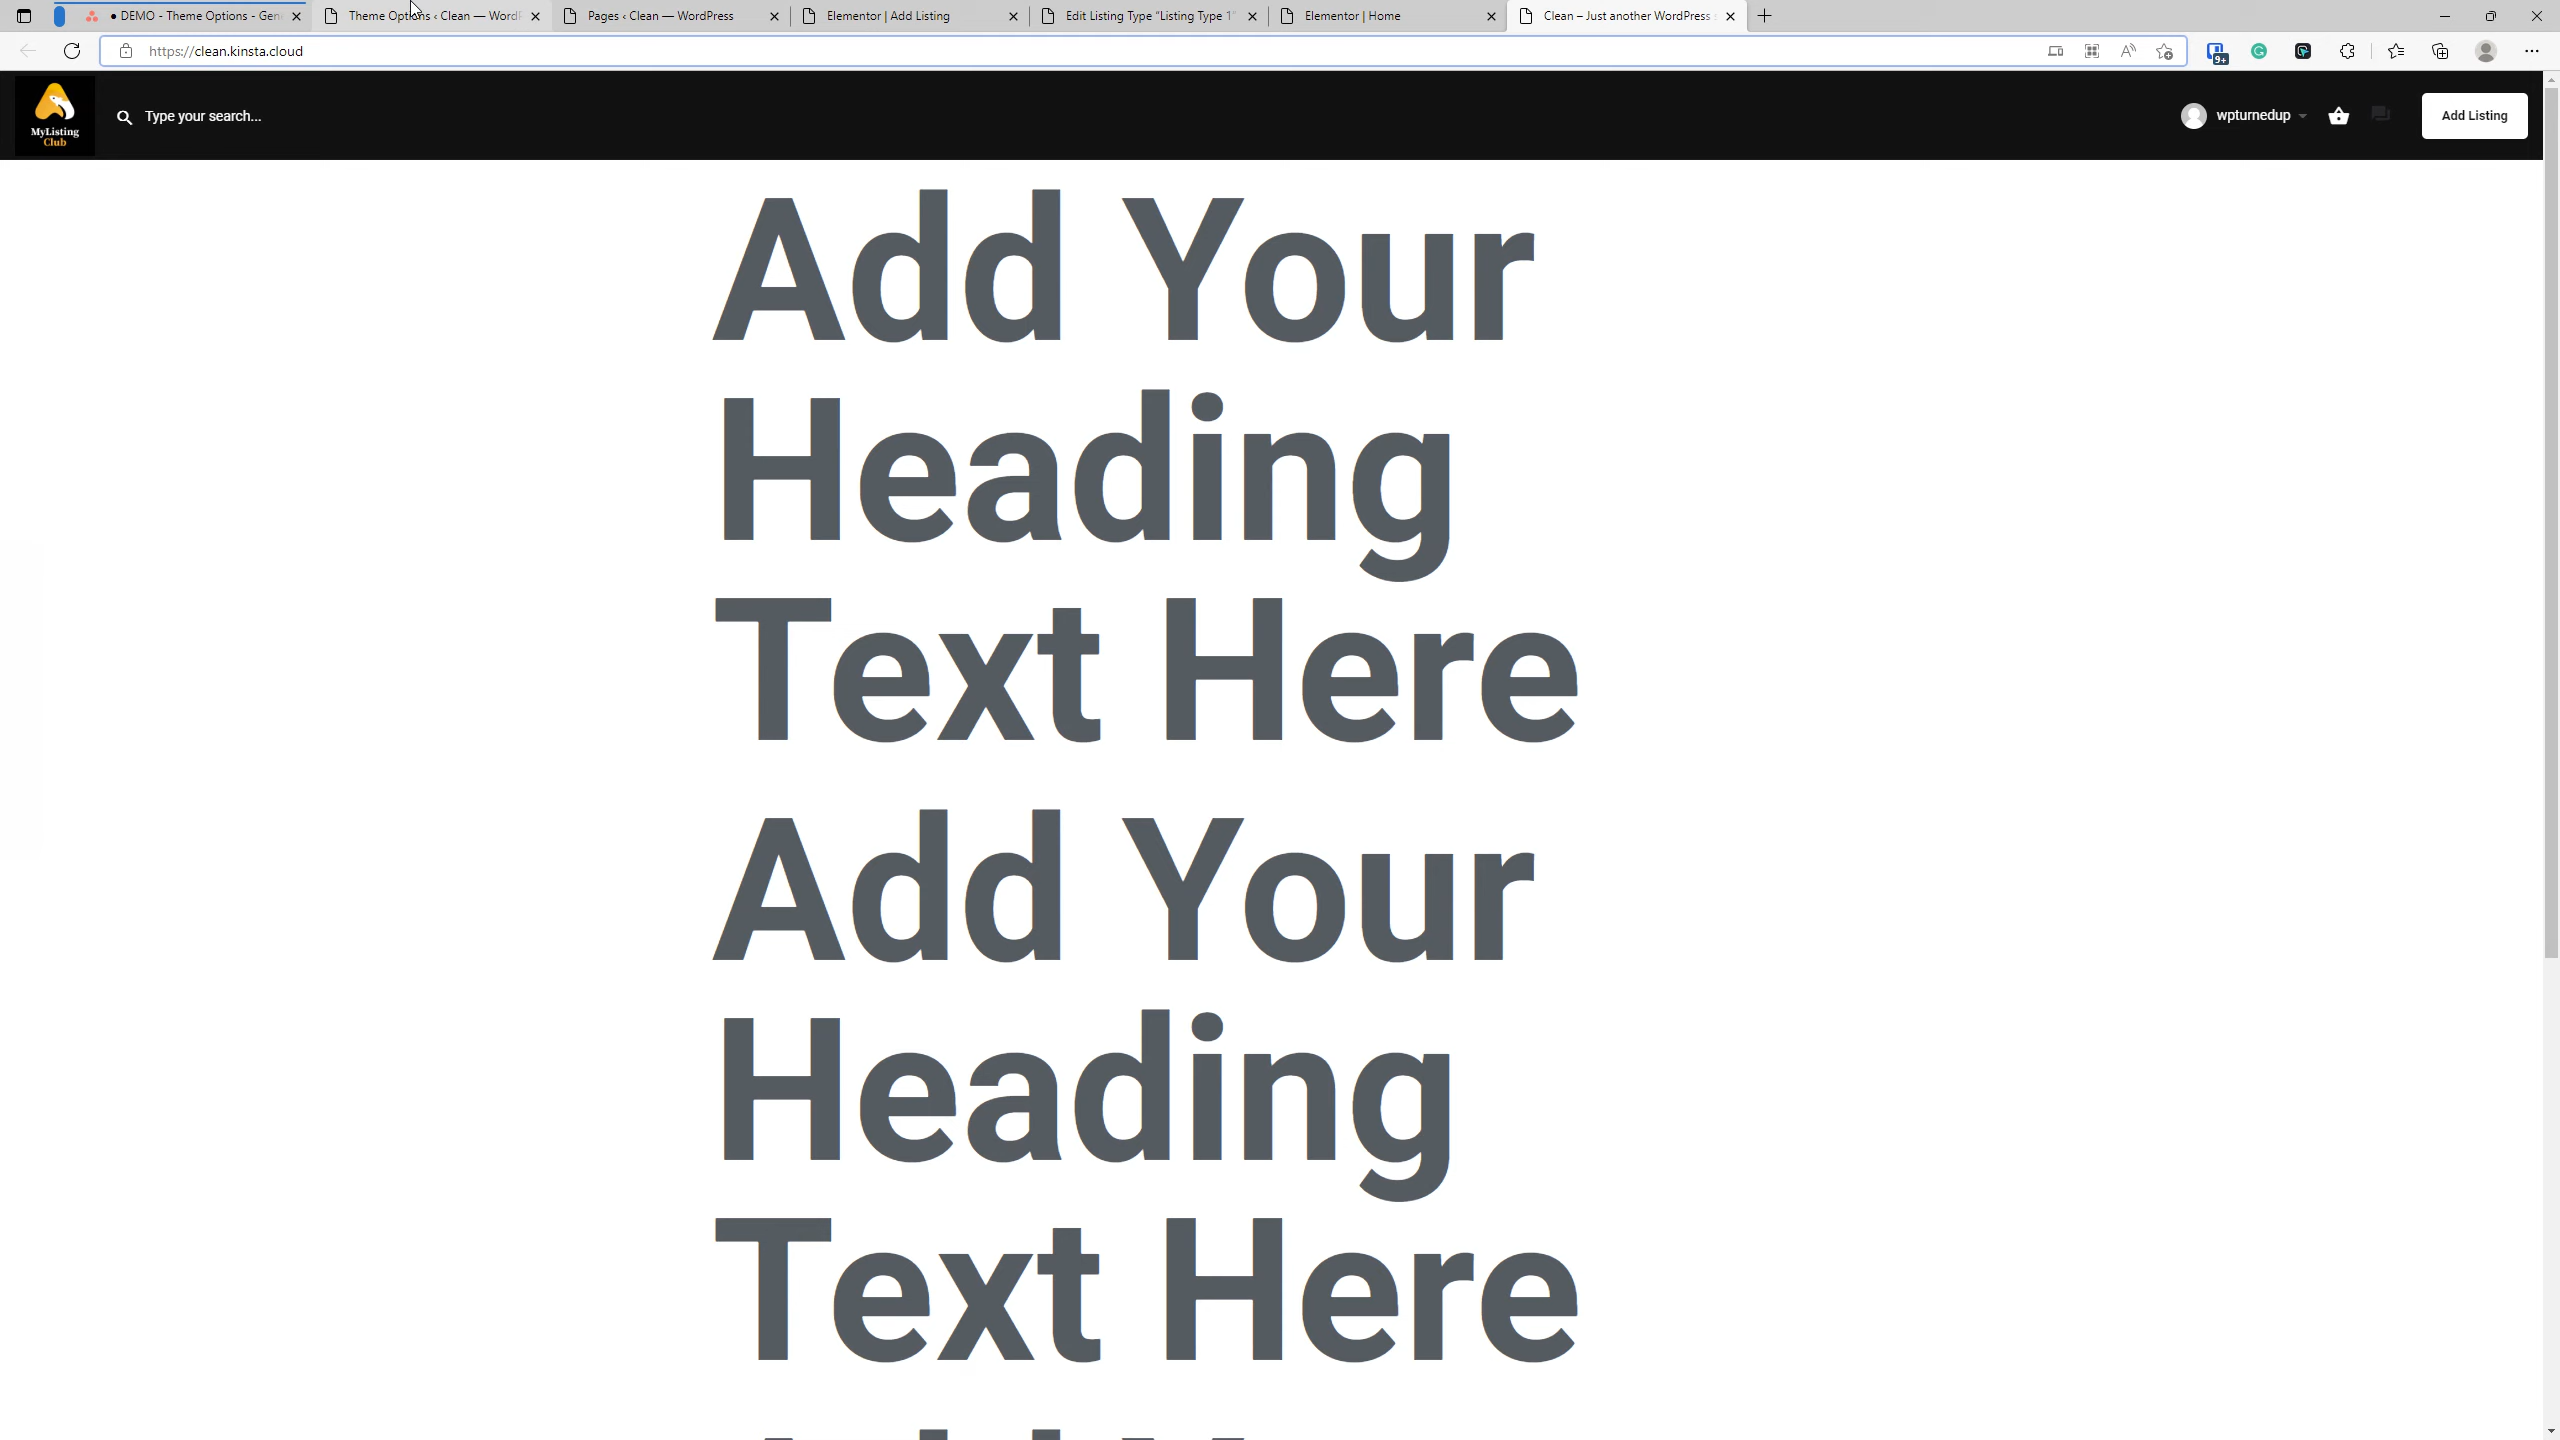 DEMO - Theme Options - Gen
Theme Options ‹ Clean — WordP
Pages ‹ Clean — WordPress
Elementor | Add Listing
Edit Listing Type "Listing Type 1"
Elementor | Home
Clean – Just another WordPress s
https://clean.kinsta.cloud
9+
MyListing
Club
Type your search...
wpturnedup
Add Listing
Add Your
Heading
Text Here
Add Your
Heading
Text Here